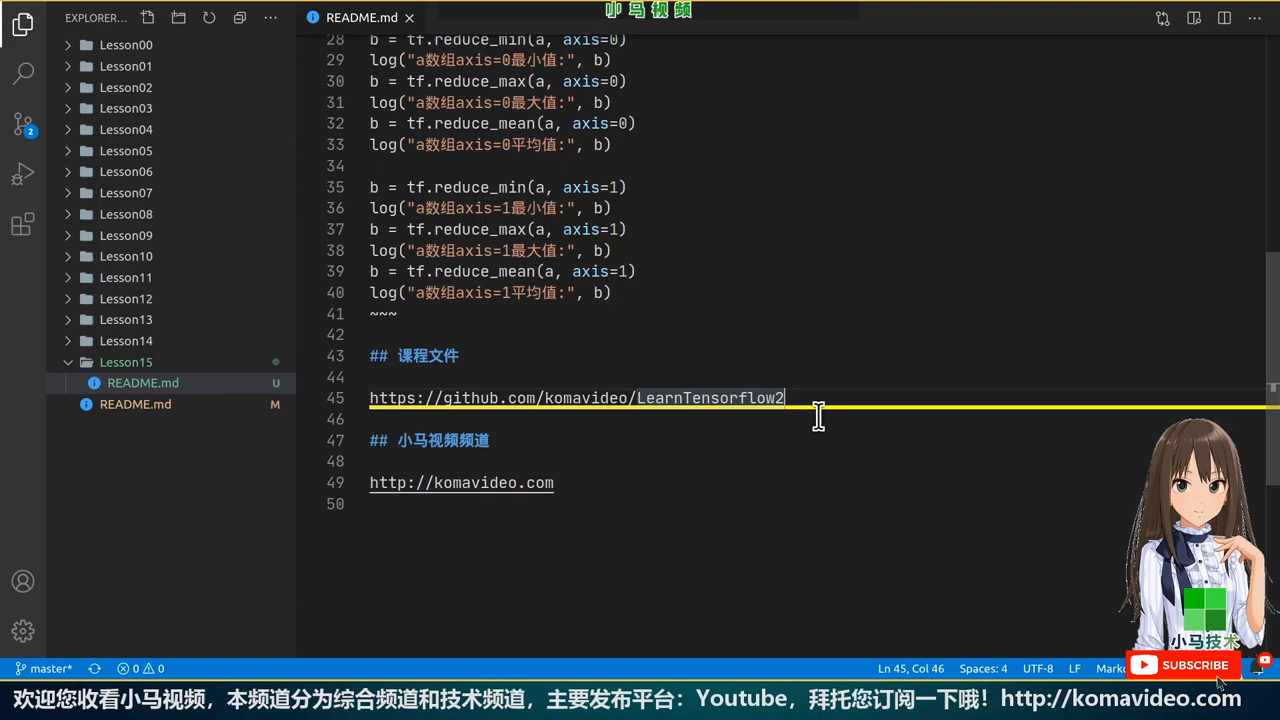 小马视频
EXPLORER...
README.md
Lesson00
Lesson01
Lesson02
Lesson03
Lesson04
Lesson05
Lesson06
Lesson07
Lesson08
Lesson09
Lesson10
Lesson11
Lesson12
Lesson13
Lesson14
Lesson15
README.md U
README.md M
2
28 b = tf.reduce_min(a, axis=0)
29 log("a数组axis=0最小值:", b)
30 b = tf.reduce_max(a, axis=0)
31 log("a数组axis=0最大值:", b)
32 b = tf.reduce_mean(a, axis=0)
33 log("a数组axis=0平均值:", b)
34
35 b = tf.reduce_min(a, axis=1)
36 log("a数组axis=1最小值:", b)
37 b = tf.reduce_max(a, axis=1)
38 log("a数组axis=1最大值:", b)
39 b = tf.reduce_mean(a, axis=1)
40 log("a数组axis=1平均值:", b)
41 ~~~
42
43 ## 课程文件
44
45 https://github.com/komavideo/LearnTensorflow2
46
47 ## 小马视频频道
48
49 http://komavideo.com
50
小马技术
SUBSCRIBE
master* 0 0 Ln 45, Col 46 Spaces: 4 UTF-8 LF Marko
欢迎您收看小马视频，本频道分为综合频道和技术频道，主要发布平台：Youtube，拜托您订阅一下哦！http://komavideo.com